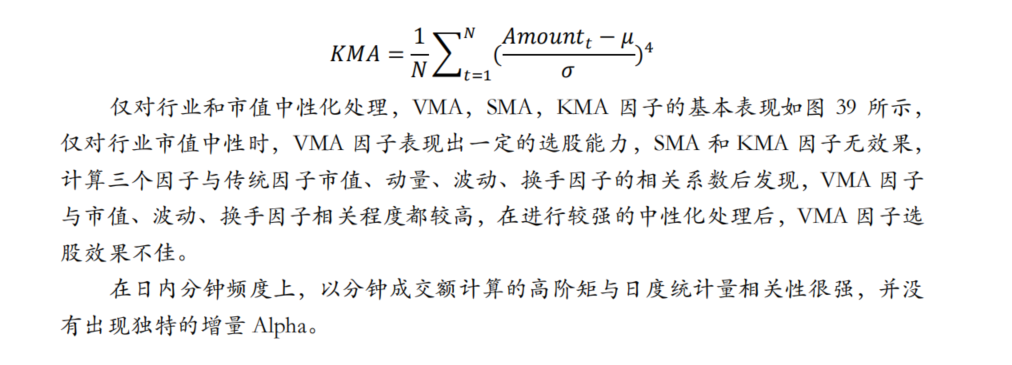 KMA = \frac{1}{N} \sum_{t=1}^{N} (\frac{Amount_t - μ}{σ})^4
仅对行业和市值中性化处理，VMA，SMA，KMA 因子的基本表现如图 39 所示，
仅对行业市值中性时，VMA 因子表现出一定的选股能力，SMA 和 KMA 因子无效果，
计算三个因子与传统因子市值、动量、波动、换手因子的相关系数后发现，VMA 因子
与市值、波动、换手因子相关程度都较高，在进行较强的中性化处理后，VMA 因子选
股效果不佳。
在日内分钟频度上，以分钟成交额计算的高阶矩与日度统计量相关性很强，并没
有出现独特的增量 Alpha。